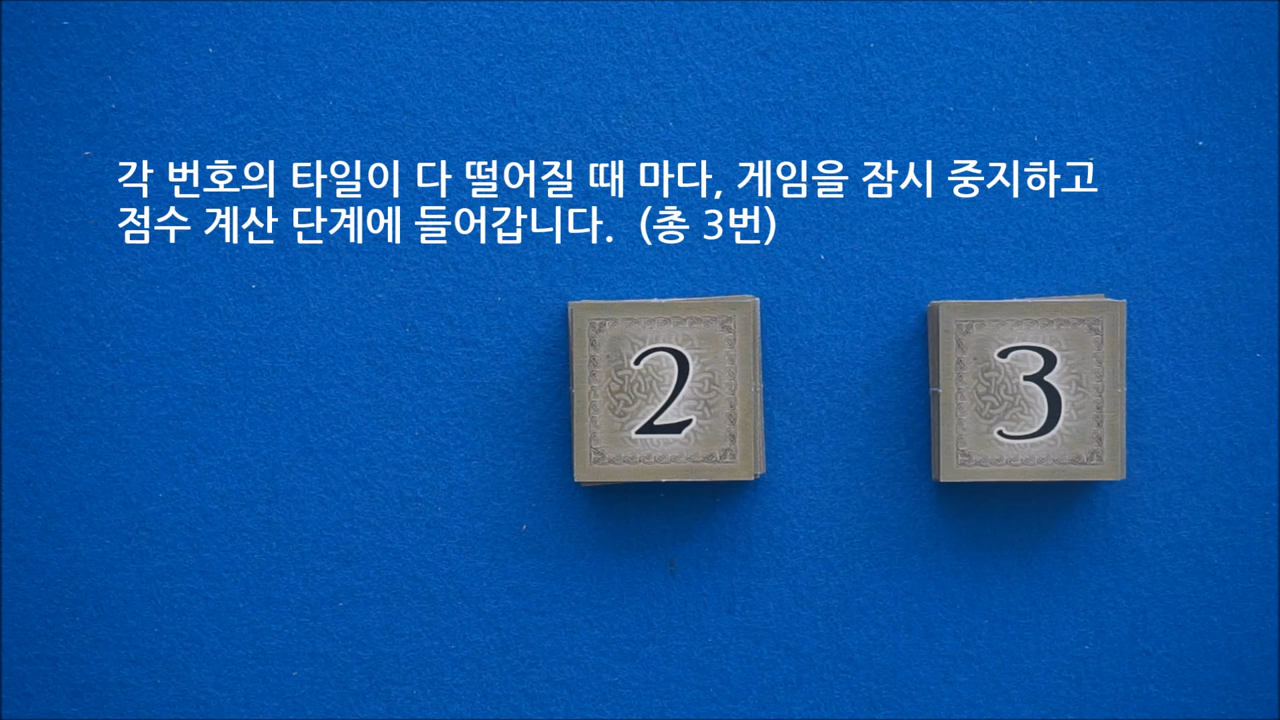 각 번호의 타일이 다 떨어질 때 마다, 게임을 잠시 중지하고
점수 계산 단계에 들어갑니다. (총 3번)
2 3